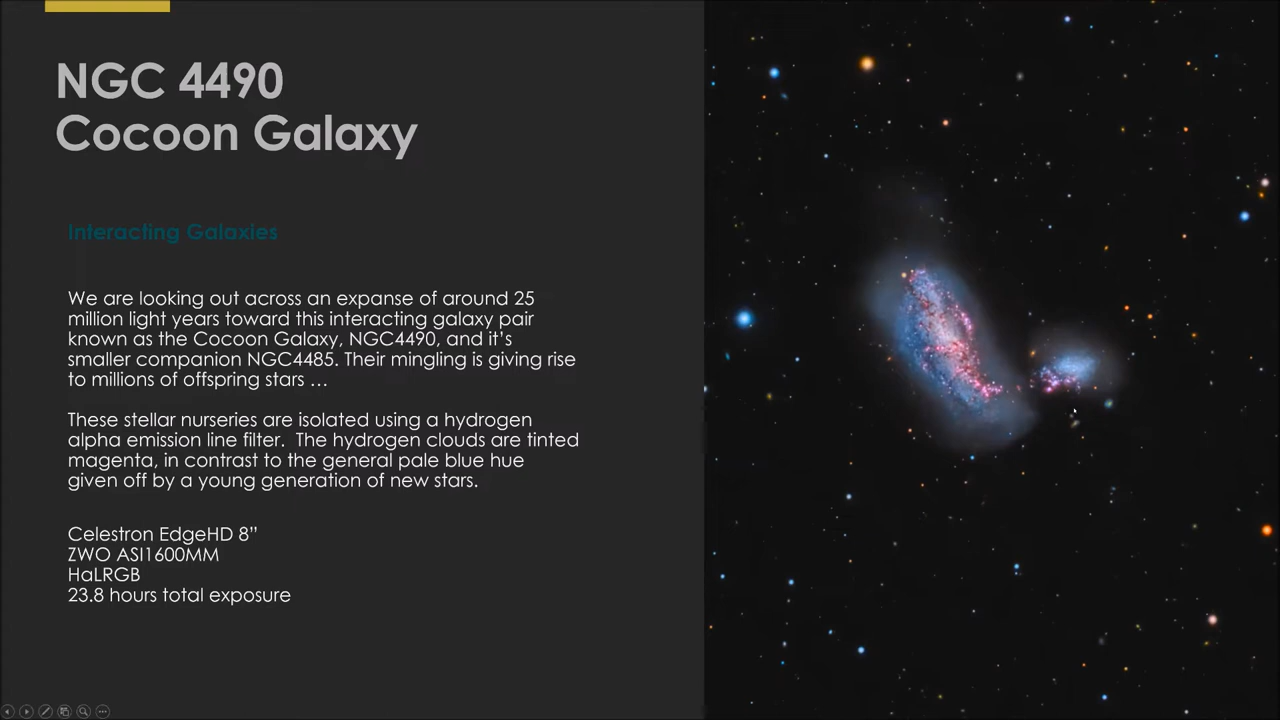 NGC 4490
Cocoon Galaxy
Interacting Galaxies
We are looking out across an expanse of around 25
million light years toward this interacting galaxy pair
known as the Cocoon Galaxy, NGC4490, and it’s
smaller companion NGC4485. Their mingling is giving rise
to millions of offspring stars …
These stellar nurseries are isolated using a hydrogen
alpha emission line filter.  The hydrogen clouds are tinted
magenta, in contrast to the general pale blue hue
given off by a young generation of new stars.
Celestron EdgeHD 8”
ZWO ASI1600MM
HaLRGB
23.8 hours total exposure